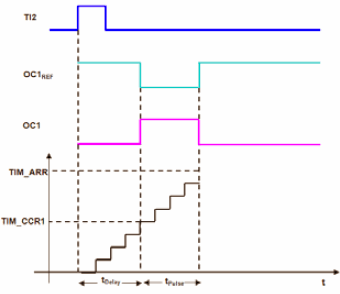 TI2
OC1REF
OC1
TIM_ARR
TIM_CCR1
tDelay
tPulse
t